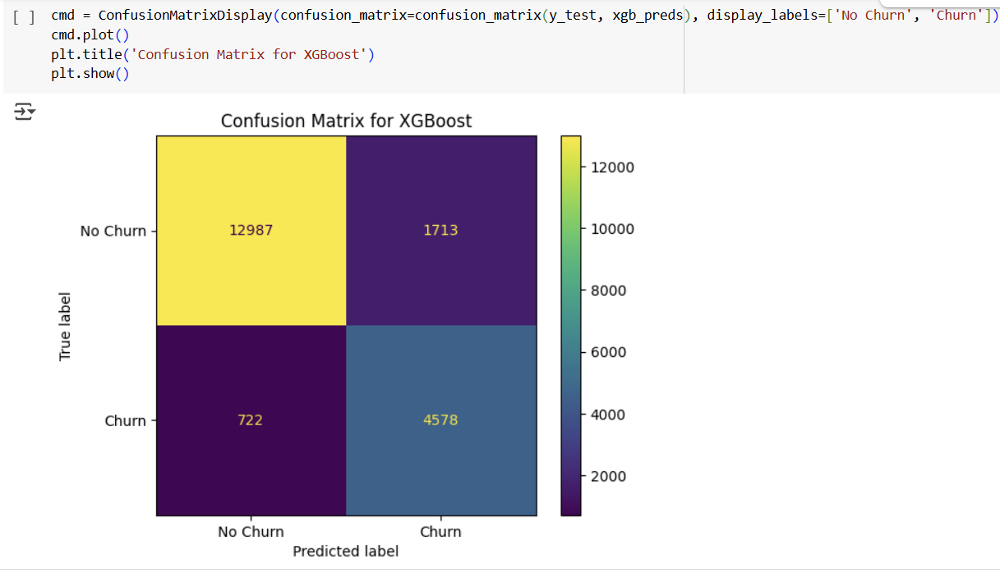 [ ] cmd = ConfusionMatrixDisplay(confusion_matrix=confusion_matrix(y_test, xgb_preds), display_labels=['No Churn', 'Churn'])
cmd.plot()
plt.title('Confusion Matrix for XGBoost')
plt.show()
Confusion Matrix for XGBoost
12000
No Churn
12987
1713
10000
8000
True label
6000
Churn
722
4578
4000
2000
No Churn
Churn
Predicted label